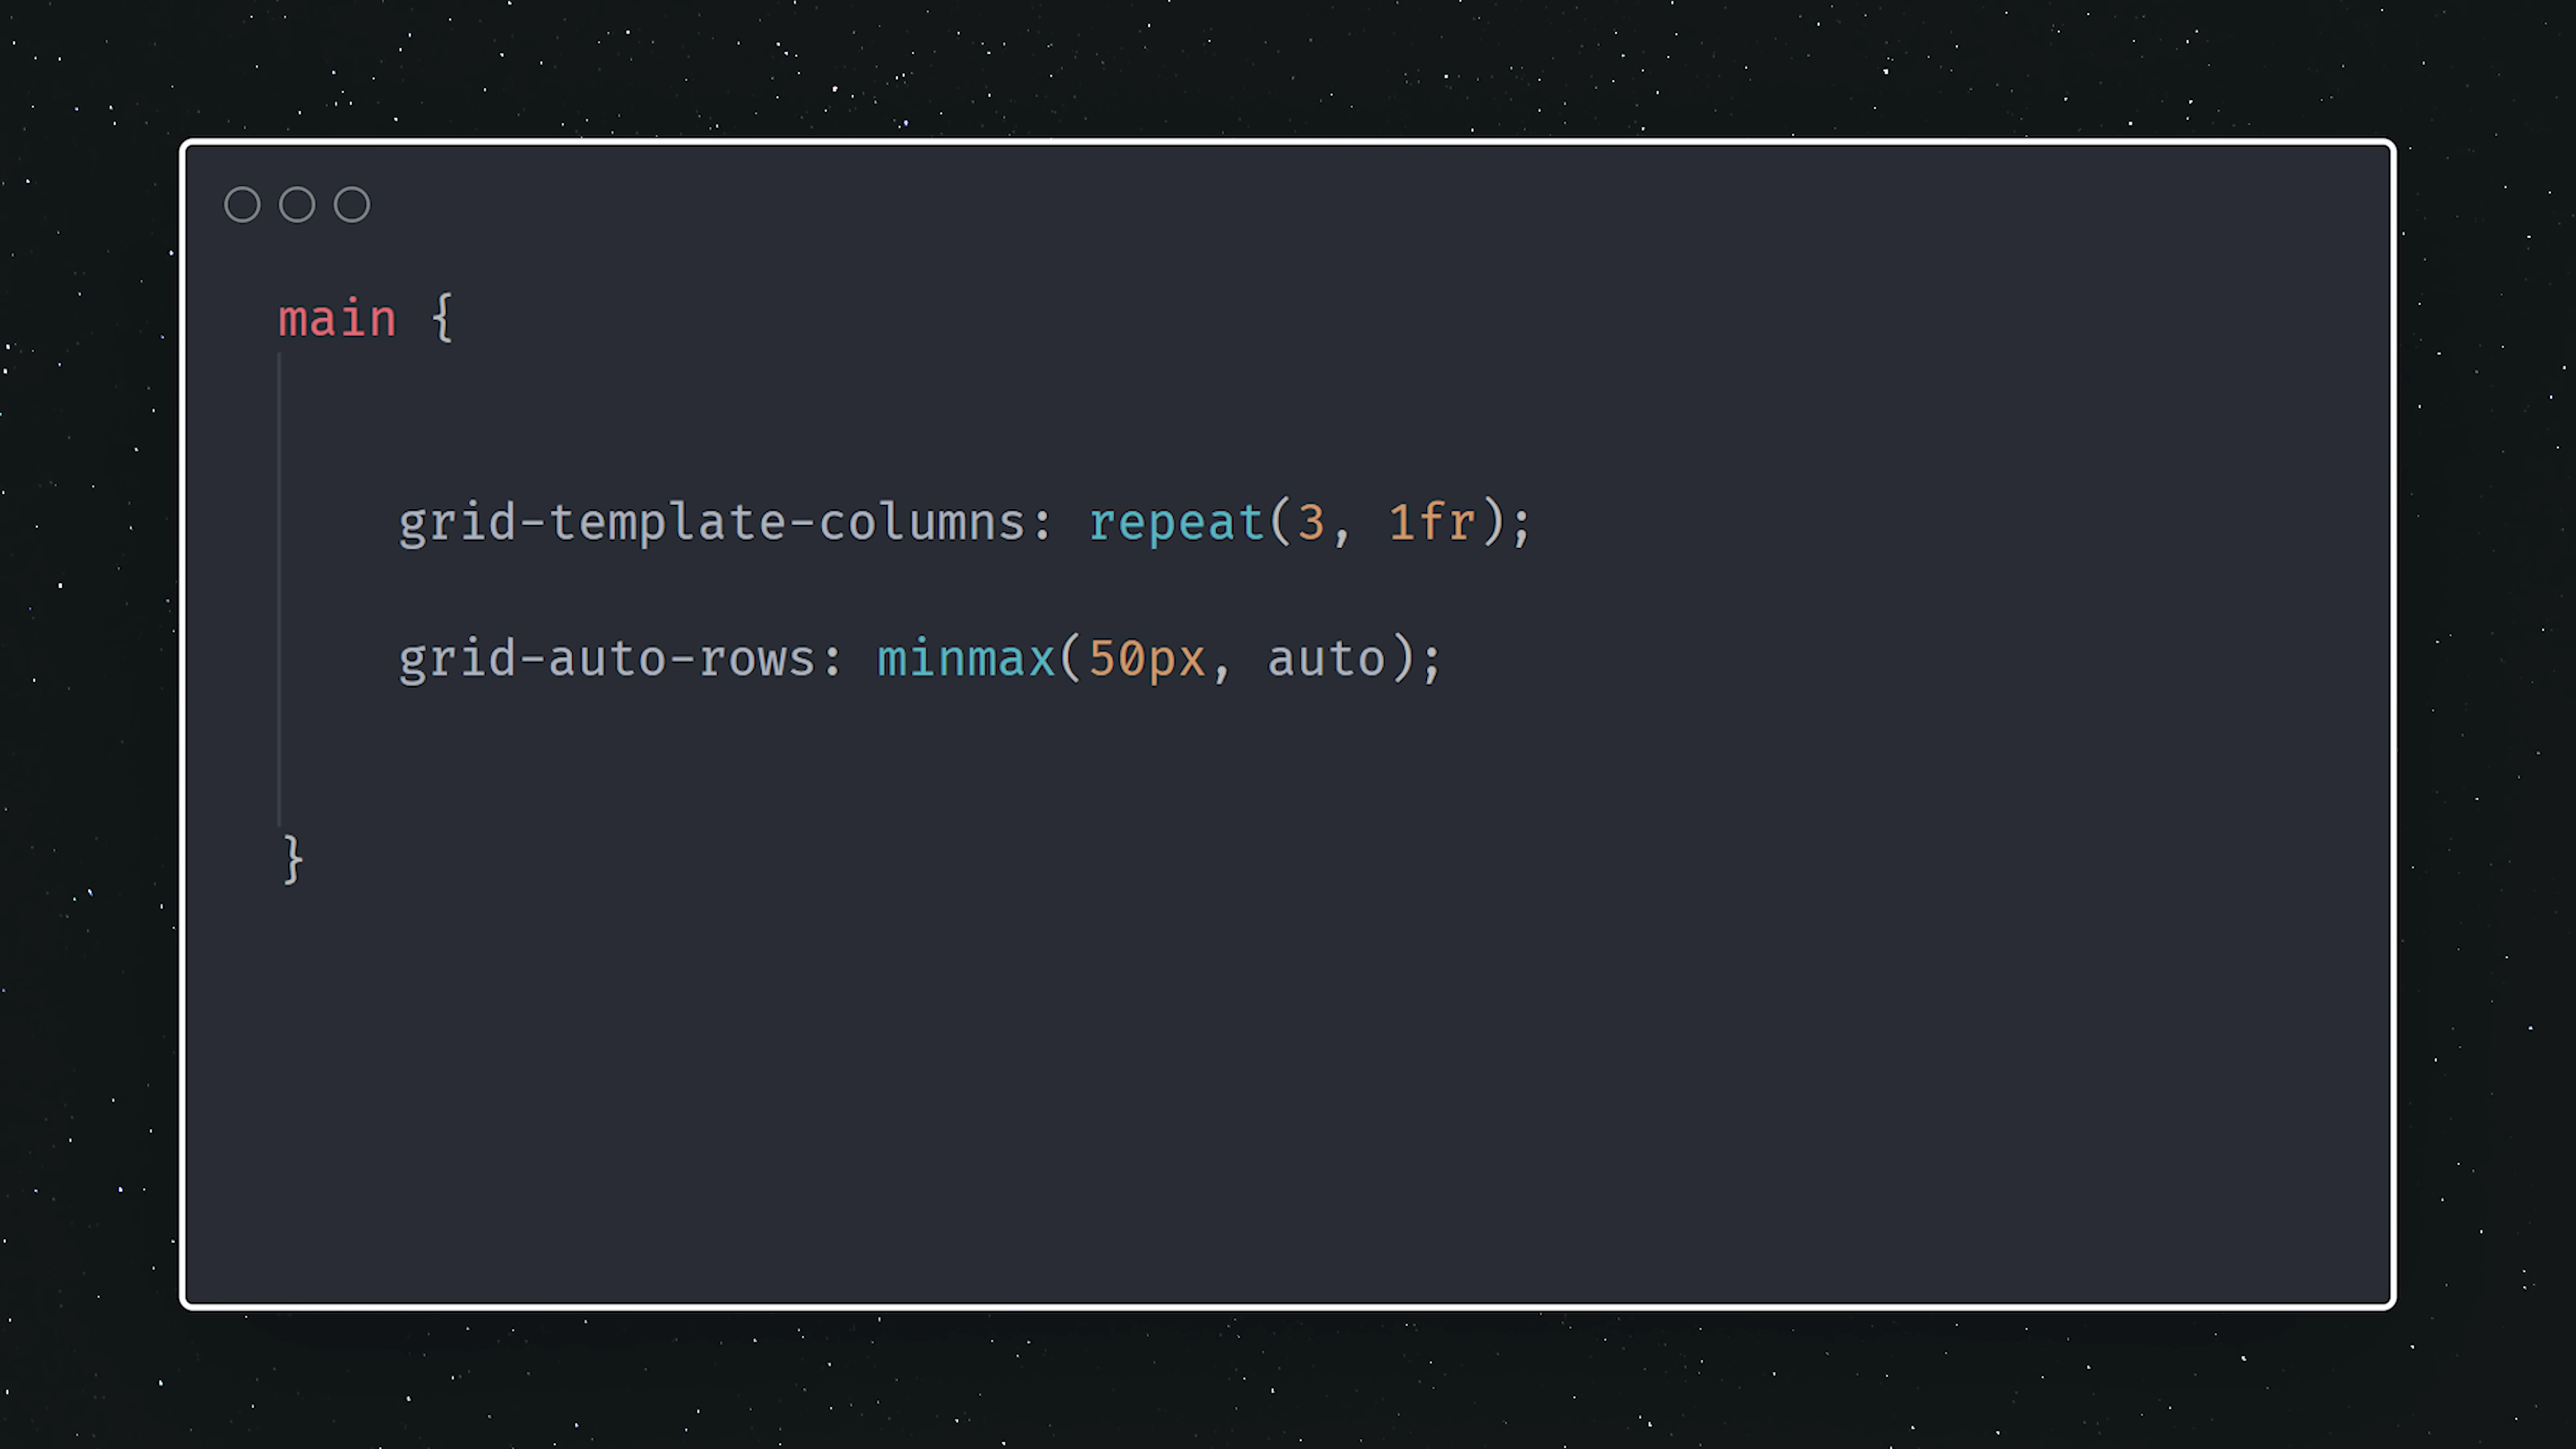 main {
grid-template-columns: repeat(3, 1fr);
grid-auto-rows: minmax(50px, auto);
}